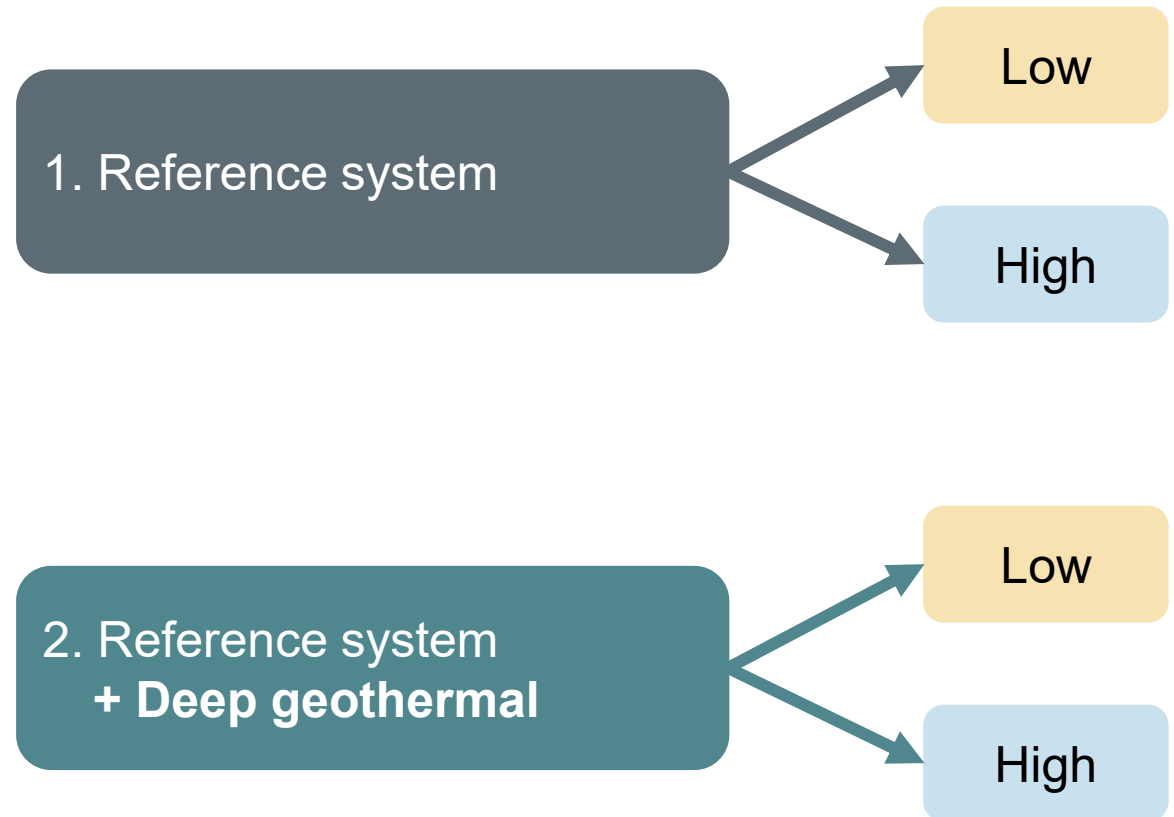 Low
1. Reference system
High
Low
2. Reference system
+ Deep geothermal
High